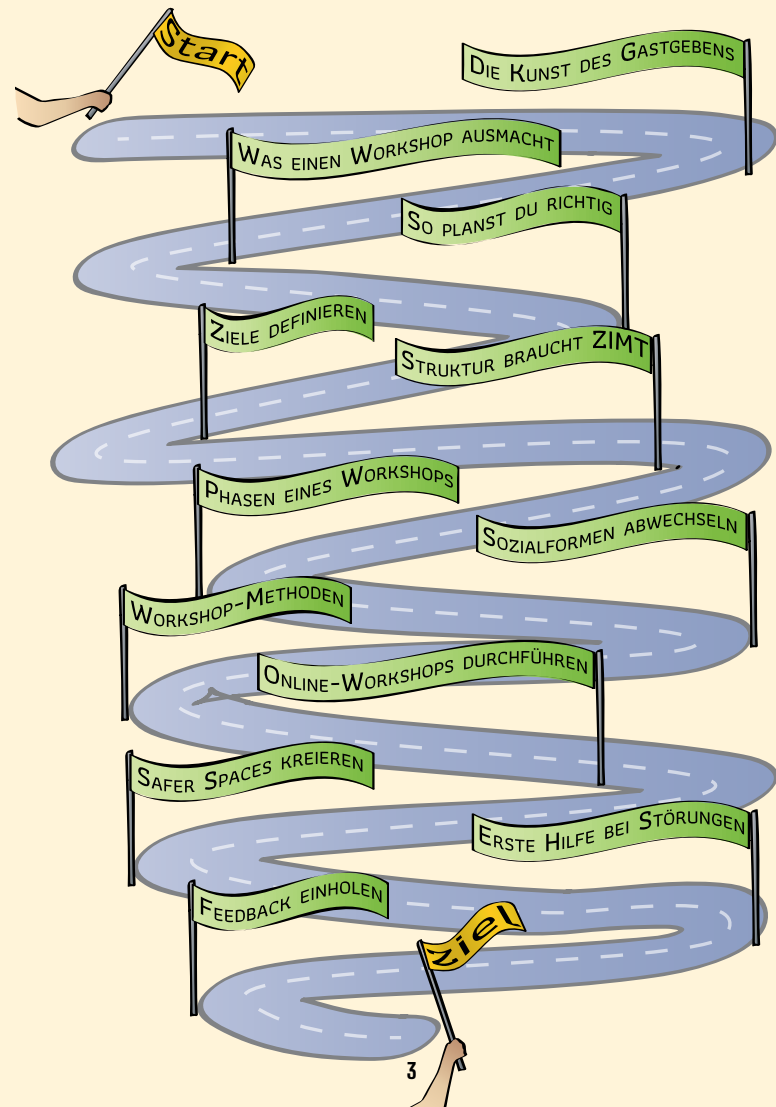 Start
Die Kunst des Gastgebens
Was einen Workshop ausmacht
So planst du richtig
Ziele definieren
Struktur braucht ZIMT
Phasen eines Workshops
Sozialformen abwechseln
Workshop-Methoden
Online-Workshops durchführen
Safer Spaces kreieren
Erste Hilfe bei Störungen
Feedback einholen
Ziel
3